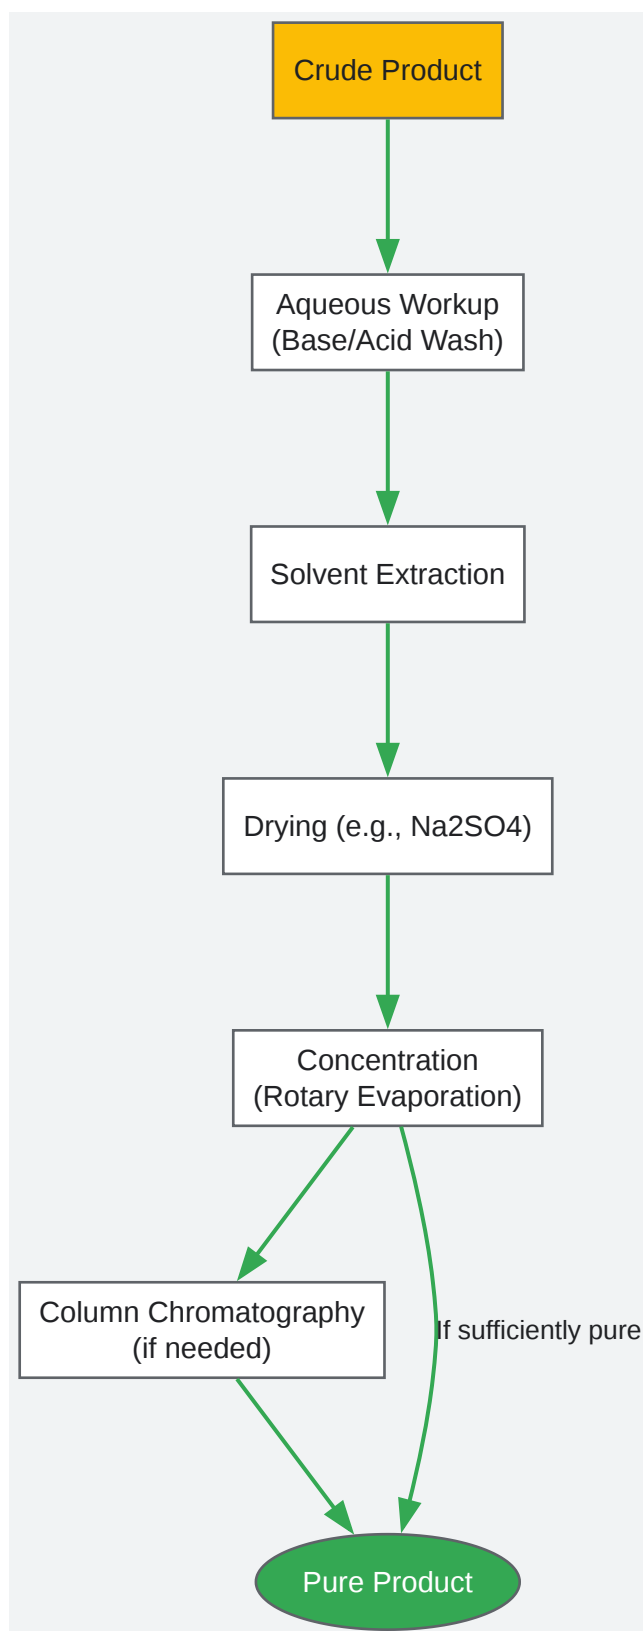 Crude Product
Aqueous Workup
(Base/Acid Wash)
Solvent Extraction
Drying (e.g., Na2SO4)
Concentration
(Rotary Evaporation)
Column Chromatography
(if needed)
If sufficiently pure
Pure Product